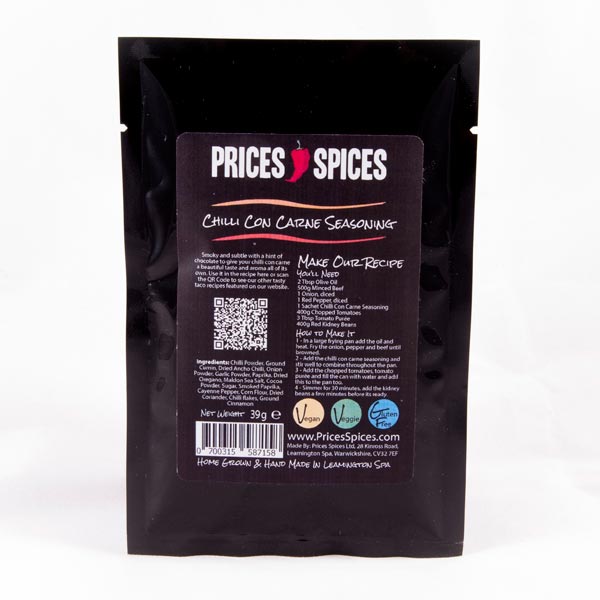 PRICES SPICES
CHILLI CON CARNE SEASONING
Smoky and subtle with a hint of
chocolate to give your chilli con carne
a beautiful taste and aroma all of its
own. Use it in the recipe here or scan
the QR Code to see our other tasty
taco recipes featured on our website.
Ingredients: Chilli Powder, Ground
Cumin, Dried Ancho Chilli, Onion
Powder, Garlic Powder, Paprika, Dried
Oregano, Maldon Sea Salt, Cocoa
Powder, Sugar, Smoked Paprika,
Cayenne Pepper, Corn Flour, Dried
Coriander, Chilli flakes, Ground
Cinnamon
NET WEIGHT 39g e
0 700315 587158
MAKE OUR RECIPE
YOU'LL NEED
2 Tbsp Olive Oil
500g Minced Beef
1 Onion, diced
1 Red Pepper, diced
1 Sachet Chilli Con Carne Seasoning
400g Chopped Tomatoes
3 Tbsp Tomato Purée
400g Red Kidney Beans
HOW TO MAKE IT
1 - In a large frying pan add the oil and
heat. Fry the onion, pepper and beef until
browned.
2 - Add the chilli con carne seasoning and
stir well to combine throughout the pan.
3 - Add the chopped tomatoes, tomato
purée and fill the can with water and add
this to the pan too.
4 - Simmer for 30 minutes, add the kidney
beans a few minutes before its ready.
Vegan
Veggie
Gluten
Free
www.PricesSpices.com
Made By: Prices Spices Ltd, 28 Kinross Road,
Leamington Spa, Warwickshire, CV32 7EF
HOME GROWN & HAND MADE IN LEAMINGTON SPA